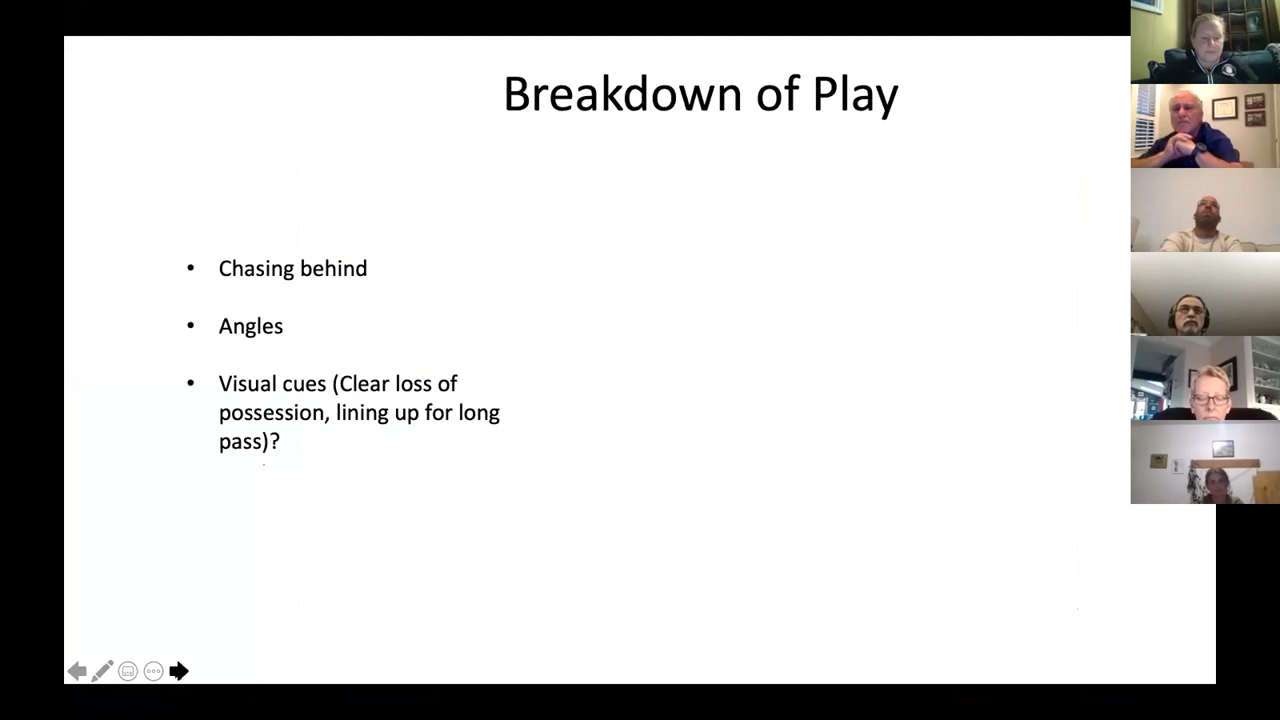 Breakdown of Play
• Chasing behind
• Angles
• Visual cues (Clear loss of
possession, lining up for long
pass)?